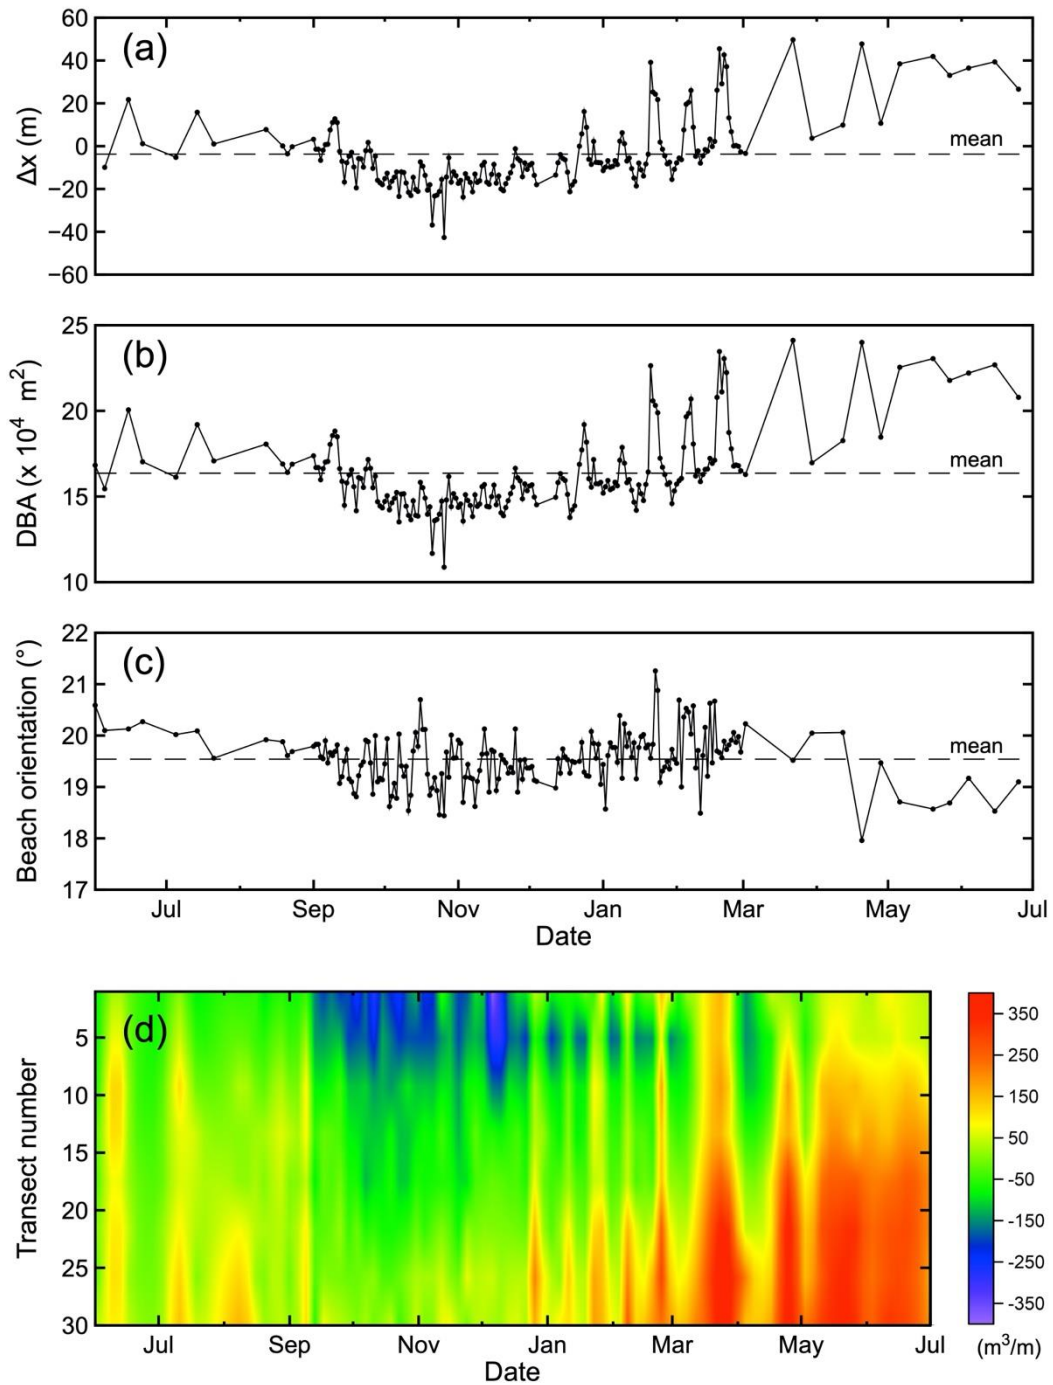 (a)
Δx (m)
60
40
20
0
−20
−40
−60
mean
(b)
DBA (x 10⁴ m²)
25
20
15
10
mean
(c)
Beach orientation (°)
22
21
20
19
18
17
mean
Jul Sep Nov Jan Mar May Jul
Date
(d)
Transect number
5
10
15
20
25
30
Jul Sep Nov Jan Mar May Jul
Date
350
250
150
50
-50
-150
-250
-350
(m³/m)